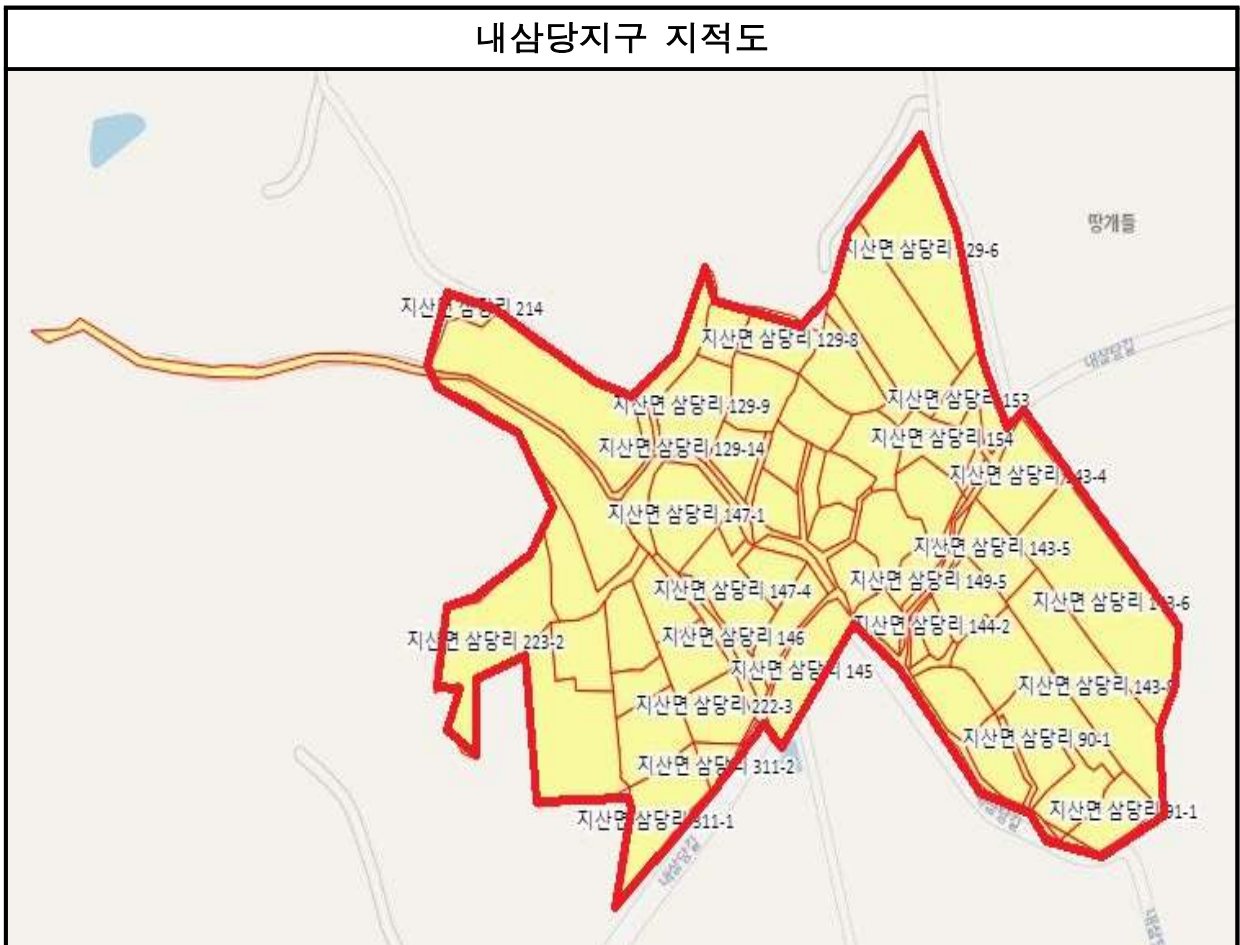 내삼당지구 지적도
땅개들
지산면 삼당리 129-6
지산면 삼당리 214
지산면 삼당리 129-8
내삼당길
지산면 삼당리 153
지산면 삼당리 129-9
지산면 삼당리 154
지산면 삼당리 129-14
지산면 삼당리 143-4
지산면 삼당리 147-1
지산면 삼당리 143-5
지산면 삼당리 149-5
지산면 삼당리 147-4
지산면 삼당리 143-6
지산면 삼당리 144-2
지산면 삼당리 146
지산면 삼당리 223-2
지산면 삼당리 145
지산면 삼당리 143-8
지산면 삼당리 222-3
지산면 삼당리 90-1
지산면 삼당리 311-2
지산면 삼당리 91-1
지산면 삼당리 311-1
내삼당길
내삼당길